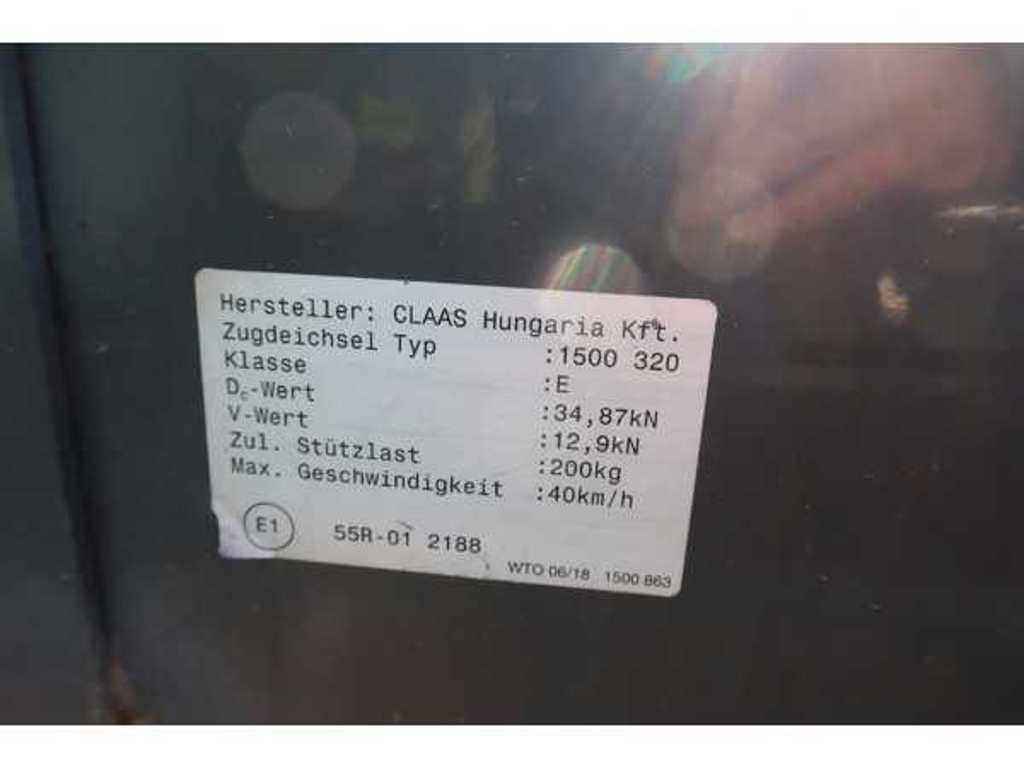 Hersteller: CLAAS Hungaria Kft.
Zugdeichsel Typ :1500 320
Klasse :E
Dc-Wert :34,87kN
V-Wert :12,9kN
Zul. Stützlast :200kg
Max. Geschwindigkeit :40km/h
E1 55R-01 2188
WTO 06/18 1500 863